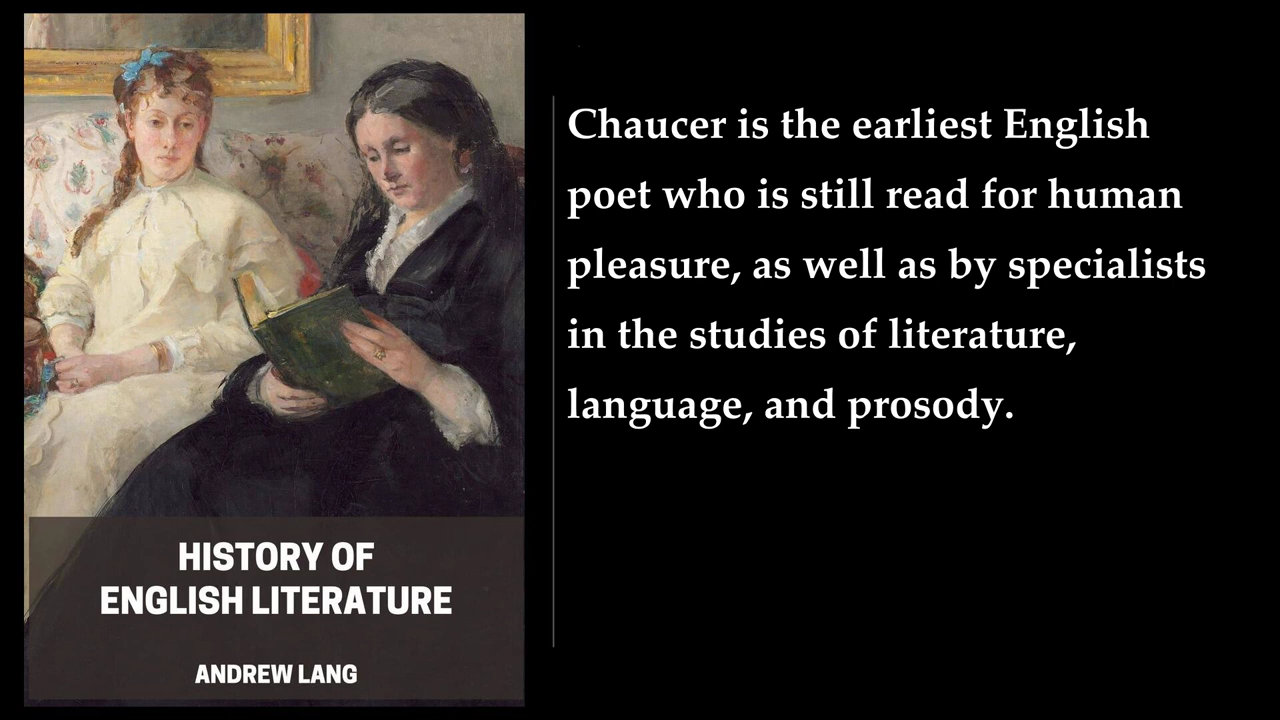 Chaucer is the earliest English
poet who is still read for human
pleasure, as well as by specialists
in the studies of literature,
language, and prosody.
HISTORY OF
ENGLISH LITERATURE
ANDREW LANG